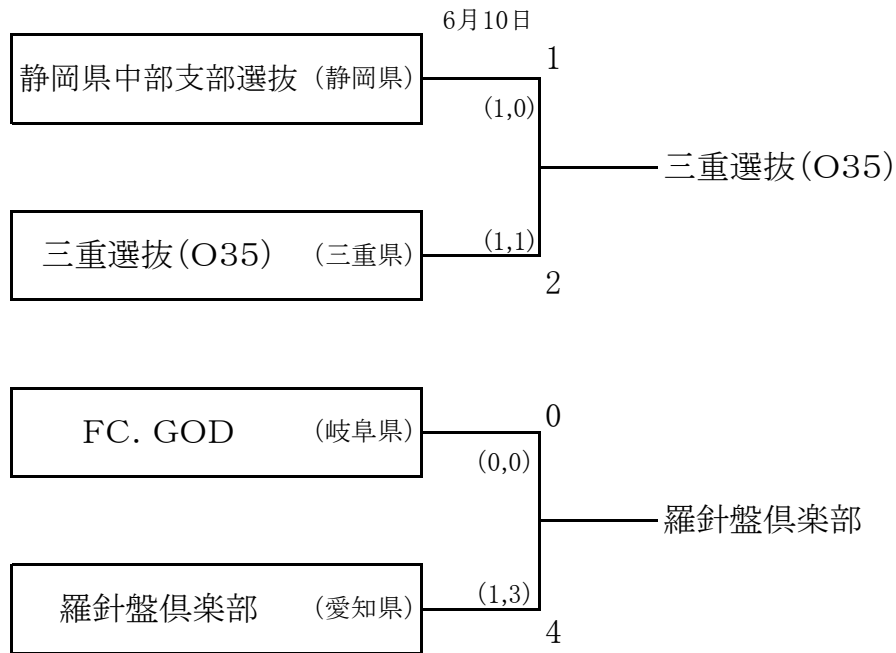 6月10日
1
静岡県中部支部選抜 (静岡県)
(1,0)
三重選抜(O35)
三重選抜(O35) (三重県)
(1,1)
2
0
FC. GOD (岐阜県)
(0,0)
羅針盤倶楽部
羅針盤倶楽部 (愛知県)
(1,3)
4